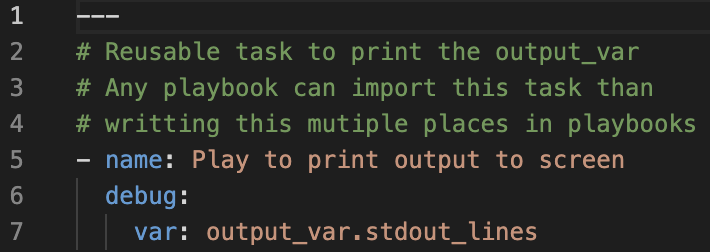 1 ---
2 # Reusable task to print the output_var
3 # Any playbook can import this task than
4 # writting this mutiple places in playbooks
5 - name: Play to print output to screen
6 debug:
7 var: output_var.stdout_lines